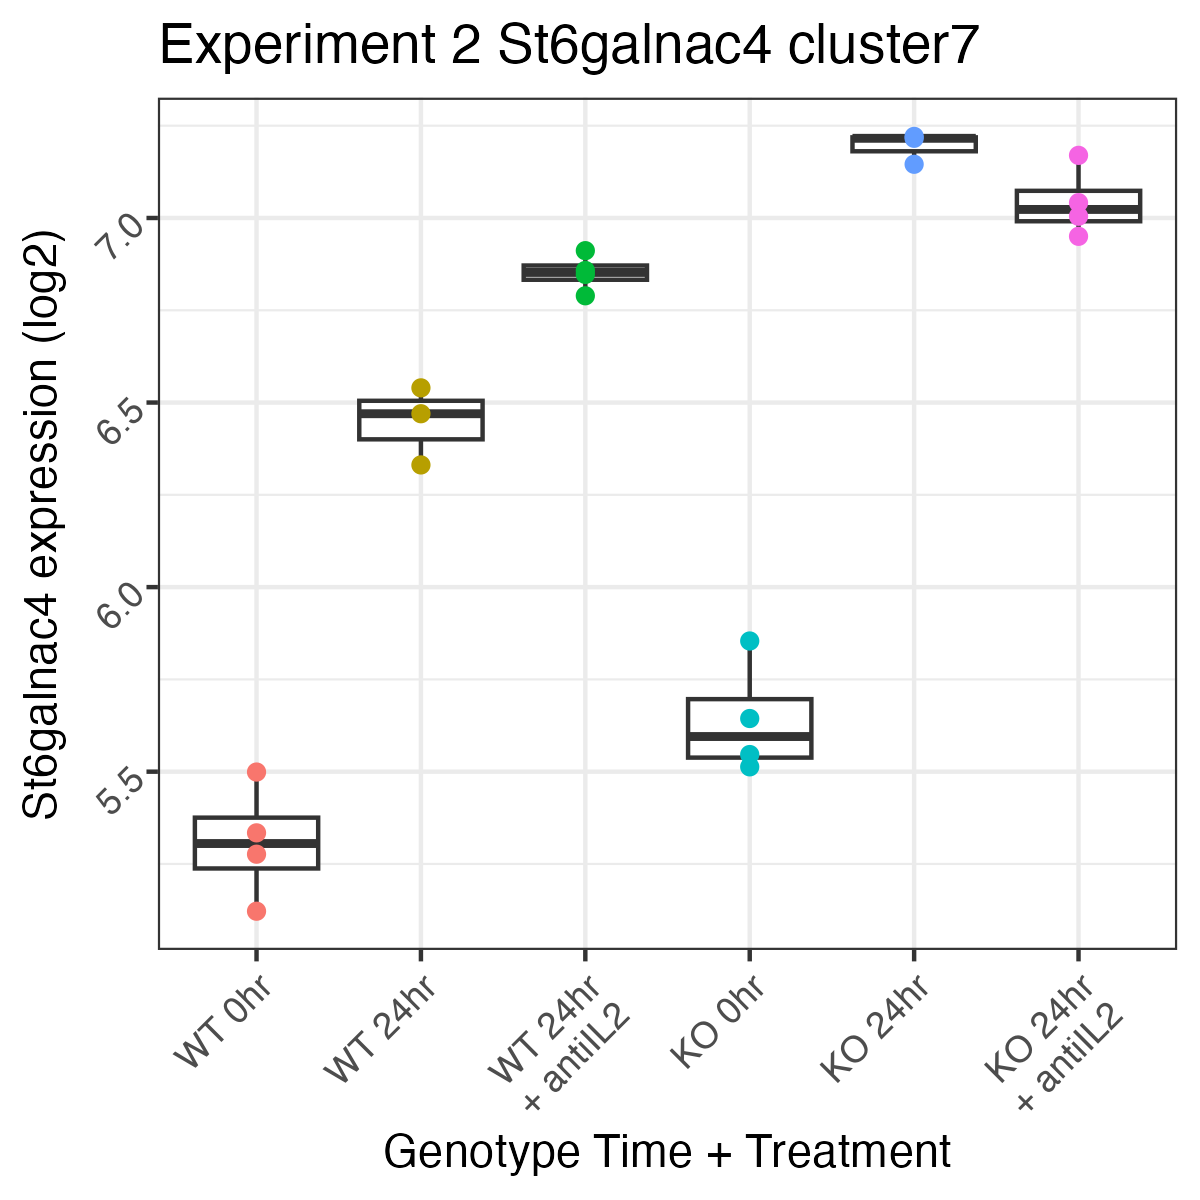 Experiment 2 St6galnac4 cluster7
St6galnac4 expression (log2)
7.0
6.5
6.0
5.5
WT 0hr
WT 24hr
WT 24hr
+ antiIL2
KO 0hr
KO 24hr
KO 24hr
+ antiIL2
Genotype Time + Treatment